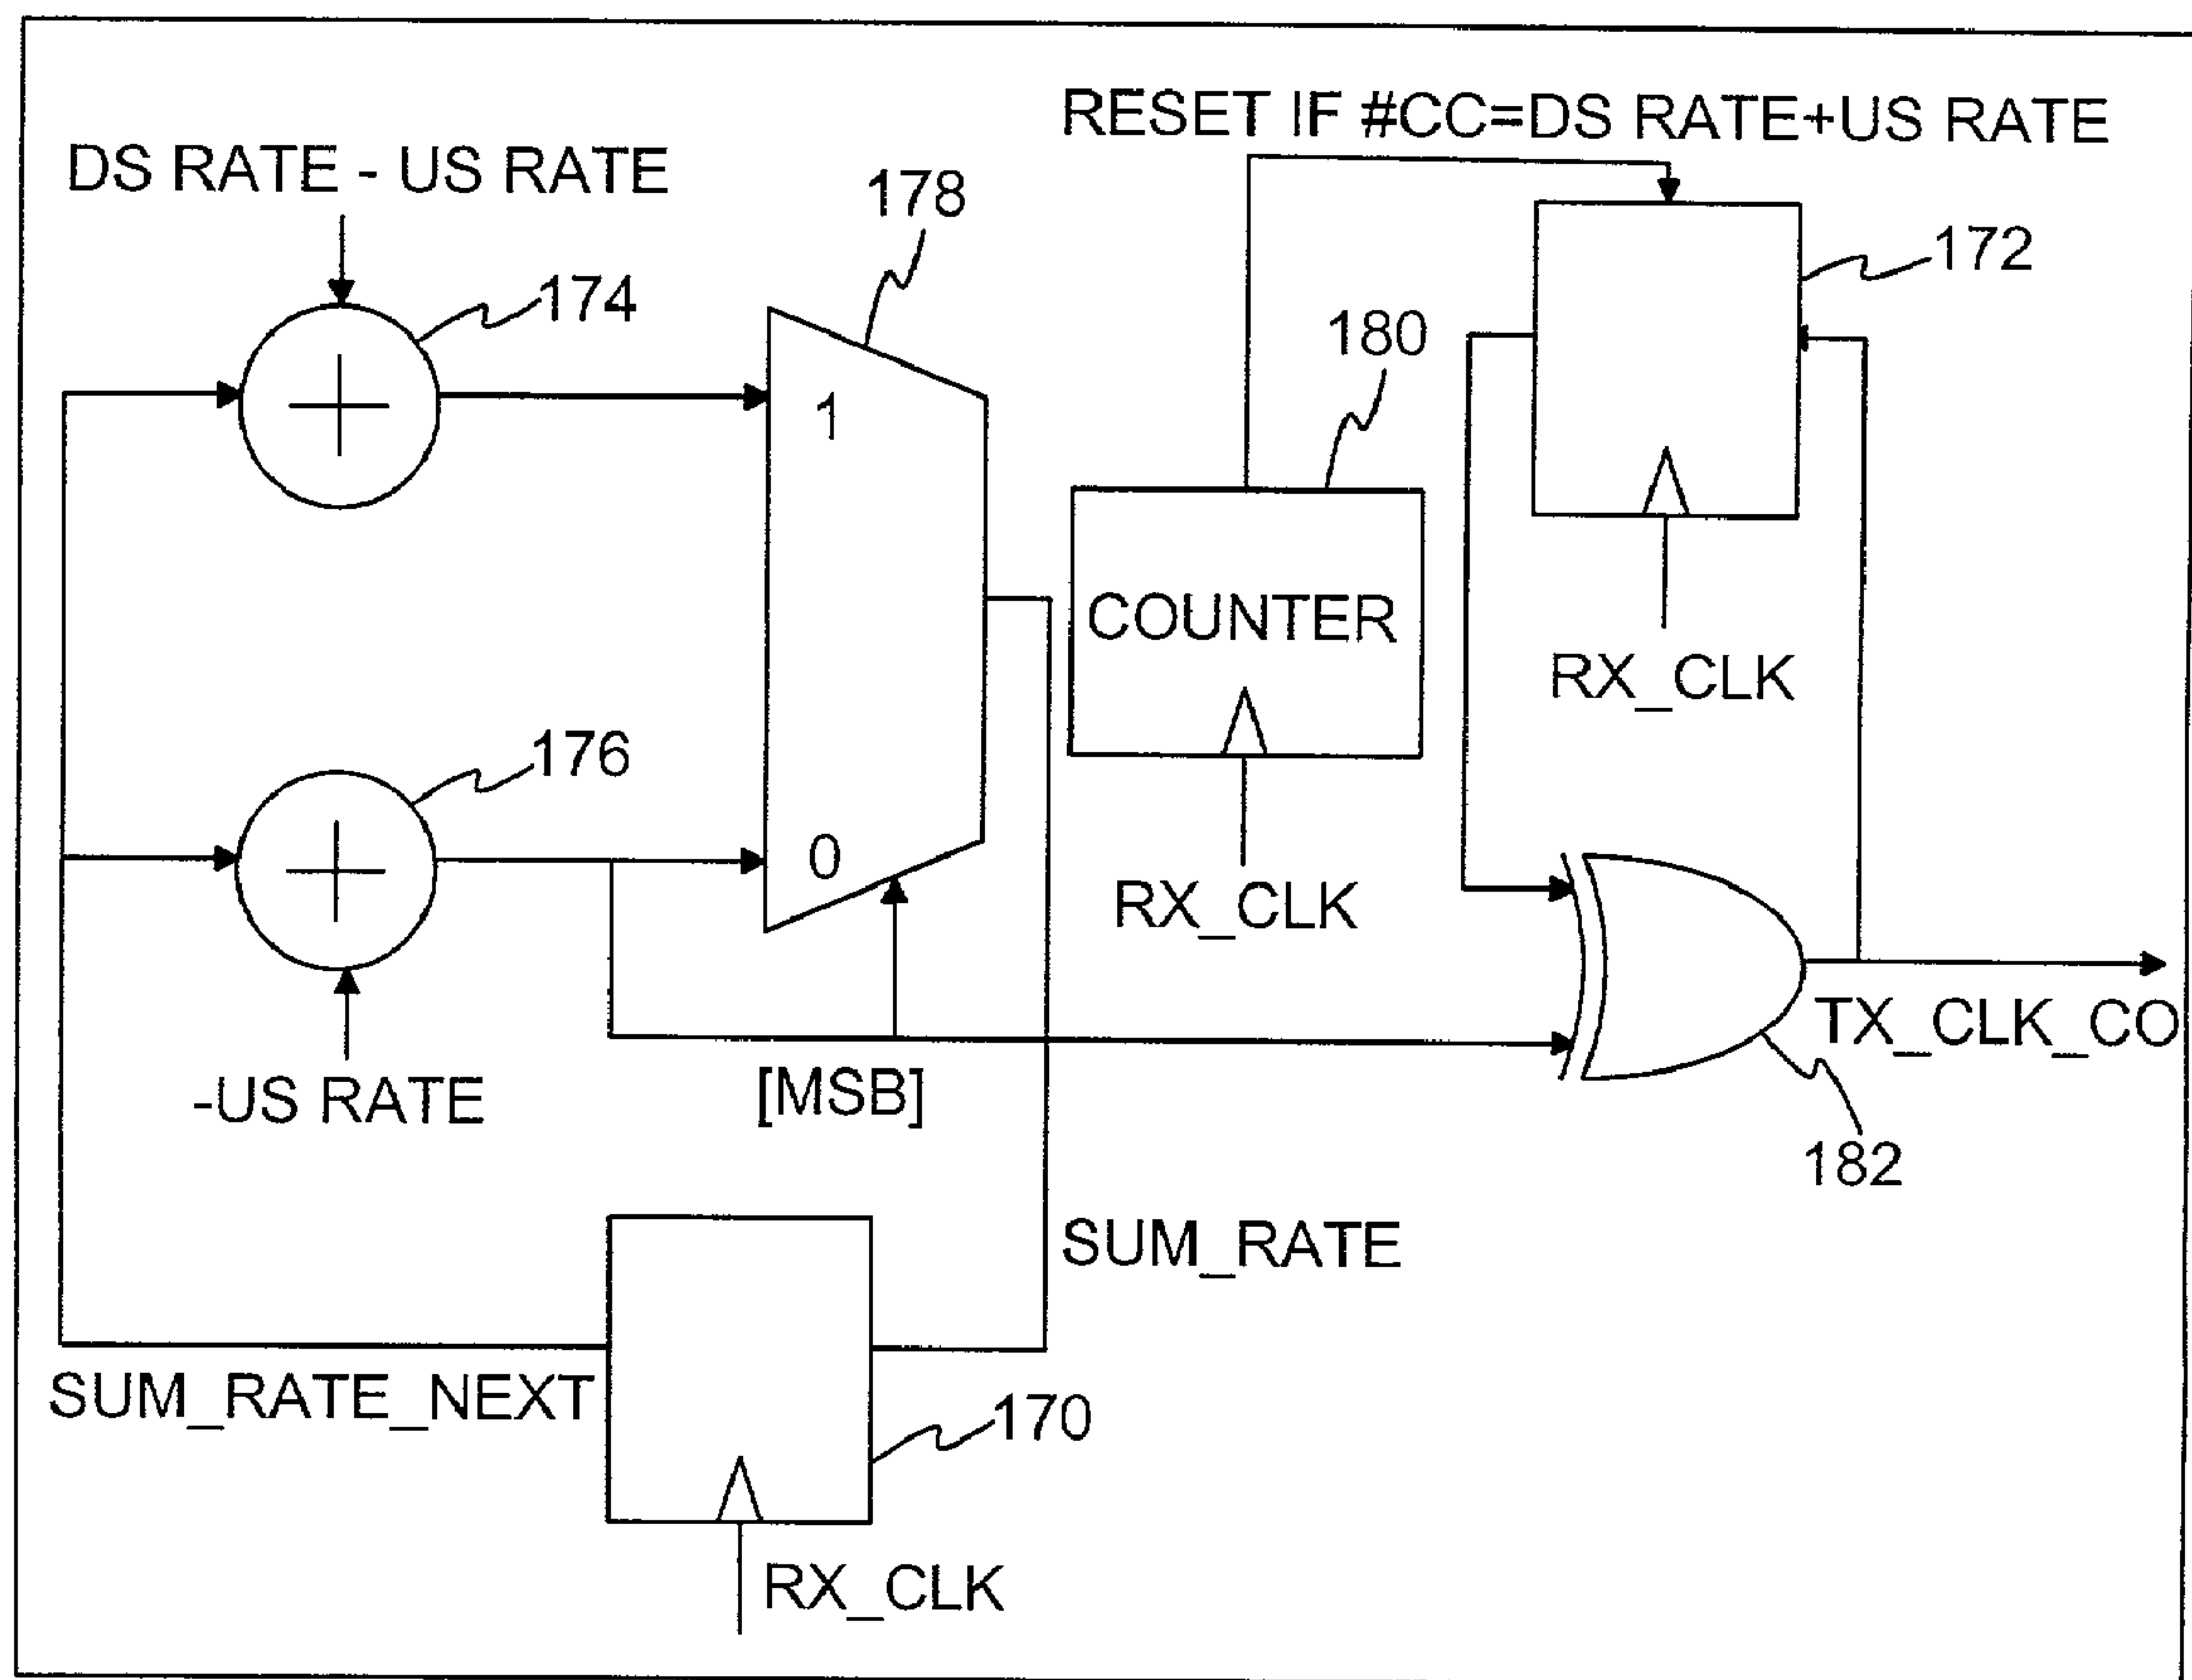 RESET IF #CC=DS RATE+US RATE
DS RATE - US RATE
178
172
174
180
1
RX_CLK
COUNTER
176
0
RX_CLK
TX_CLK_CO
-US RATE
[MSB]
182
SUM_RATE
SUM_RATE_NEXT
170
RX_CLK